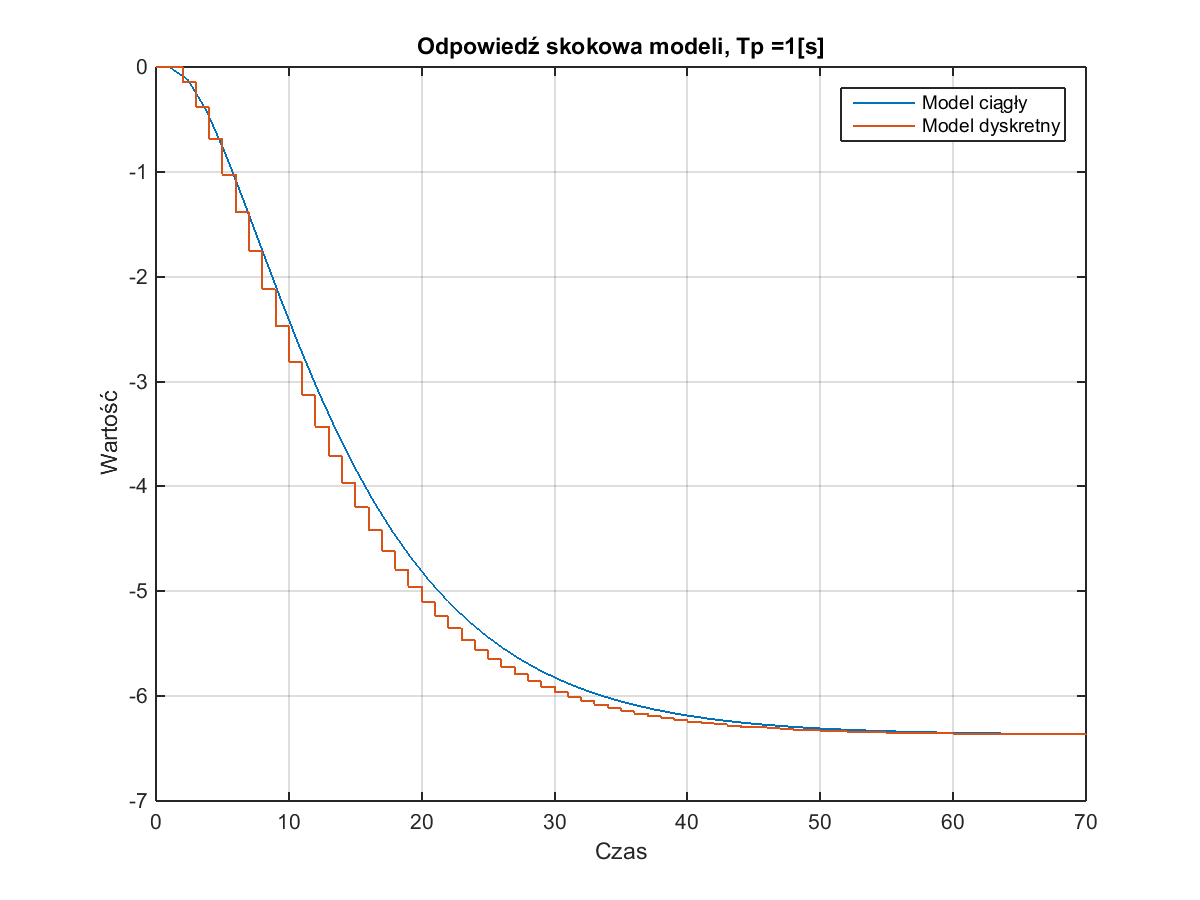 Odpowiedź skokowa modeli, Tp =1[s]
Model ciągły
Model dyskretny
0
-1
-2
-3
-4
-5
-6
-7
Wartość
0 10 20 30 40 50 60 70
Czas